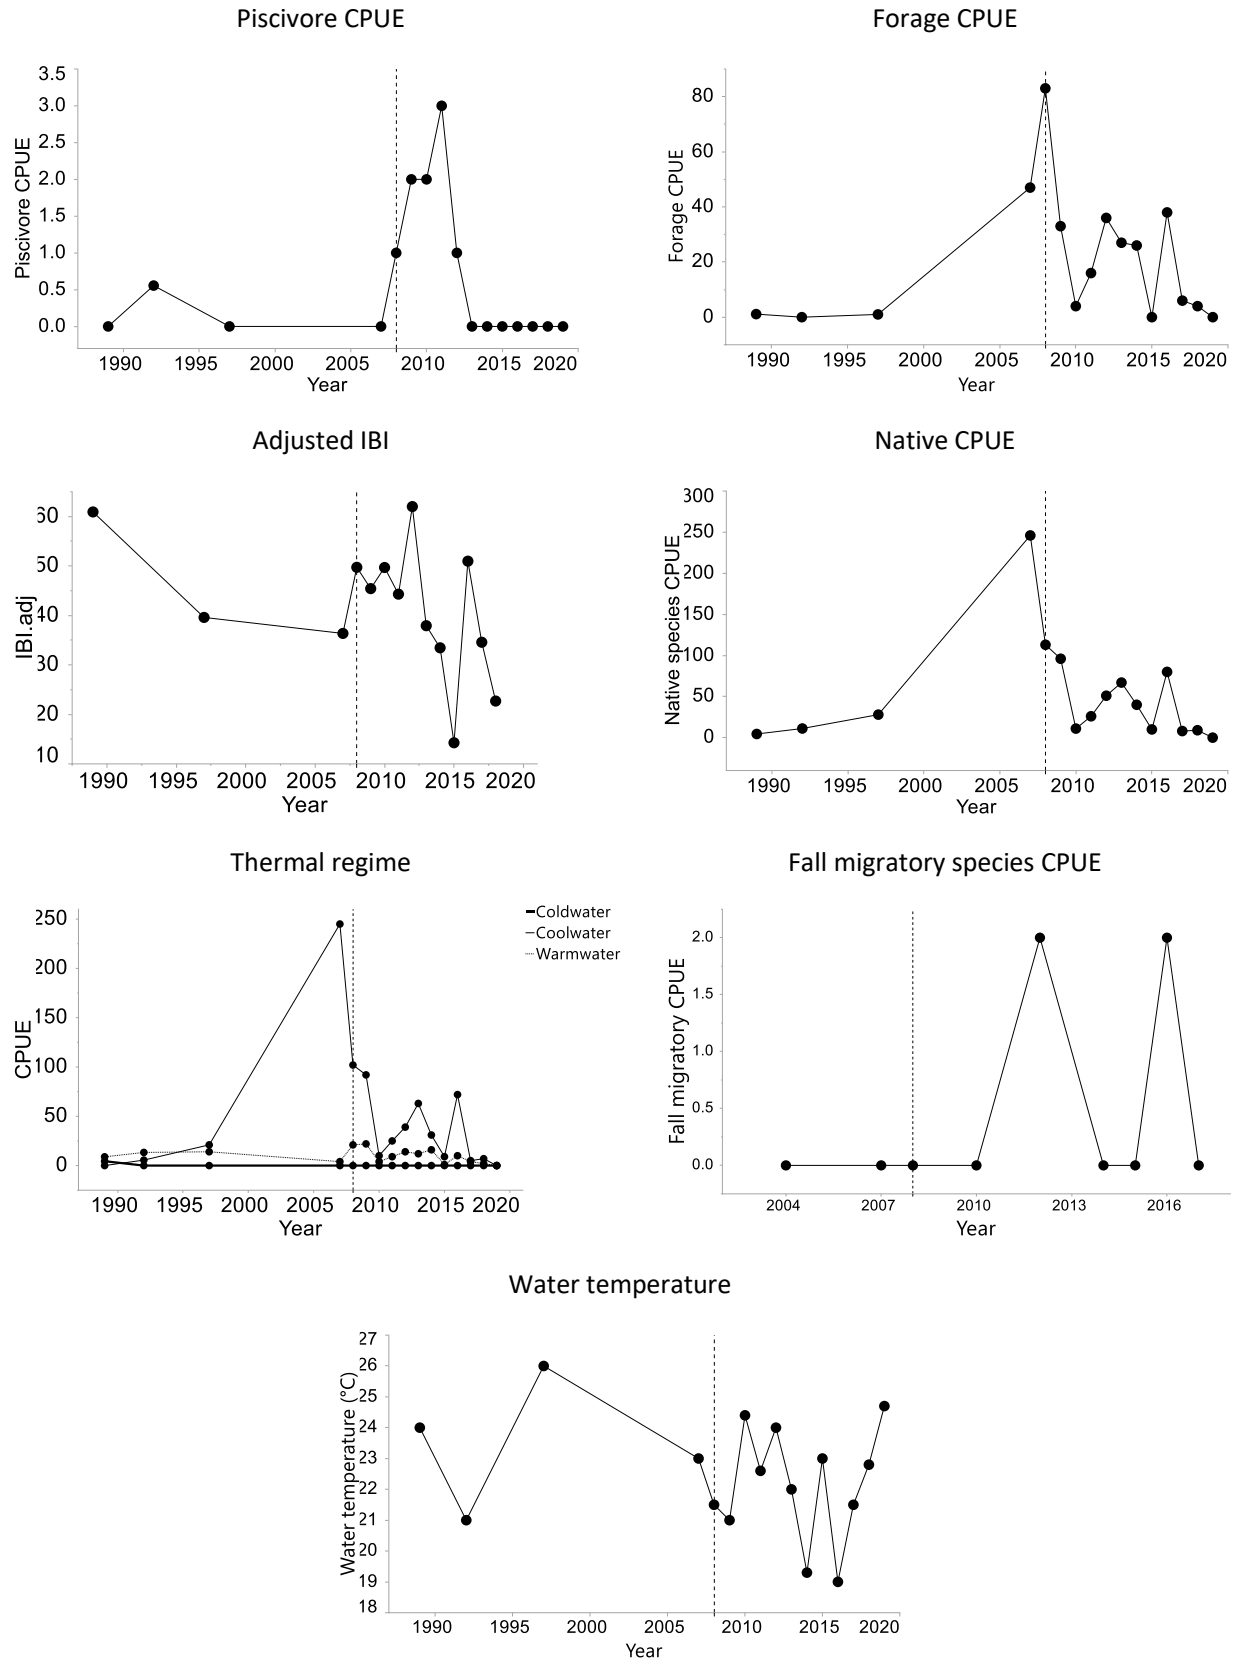 Piscivore CPUE
3.5
3.0
2.5
2.0
1.5
1.0
0.5
0.0
Piscivore CPUE
1990 1995 2000 2005 2010 2015 2020
Year
Forage CPUE
80
60
40
20
0
Forage CPUE
1990 1995 2000 2005 2010 2015 2020
Year
Adjusted IBI
60
50
40
30
20
10
IBI.adj
1990 1995 2000 2005 2010 2015 2020
Year
Native CPUE
300
250
200
150
100
50
0
Native species CPUE
1990 1995 2000 2005 2010 2015 2020
Year
Thermal regime
250
200
150
100
50
0
CPUE
1990 1995 2000 2005 2010 2015 2020
Year
Coldwater
Coolwater
Warmwater
Fall migratory species CPUE
2.0
1.5
1.0
0.5
0.0
Fall migratory CPUE
2004 2007 2010 2013 2016
Year
Water temperature
27
26
25
24
23
22
21
20
19
18
Water temperature (°C)
1990 1995 2000 2005 2010 2015 2020
Year